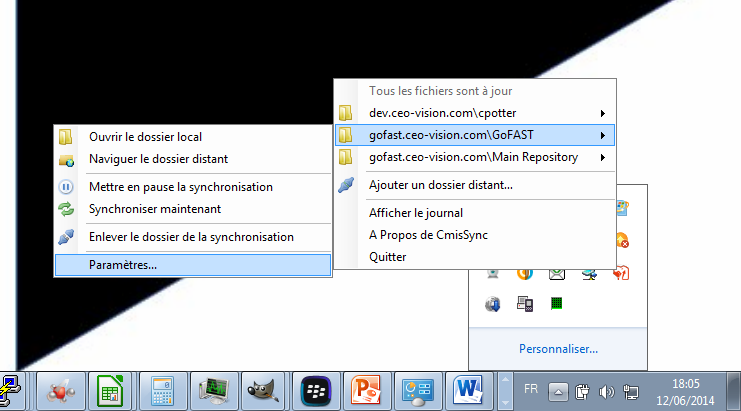 Tous les fichiers sont à jour
dev.ceo-vision.com\cpotter
gofast.ceo-vision.com\GoFAST
gofast.ceo-vision.com\Main Repository
Ajouter un dossier distant...
Afficher le journal
A Propos de CmisSync
Quitter
Ouvrir le dossier local
Naviguer le dossier distant
Mettre en pause la synchronisation
Synchroniser maintenant
Enlever le dossier de la synchronisation
Paramètres...
Personnaliser...
FR
18:05
12/06/2014